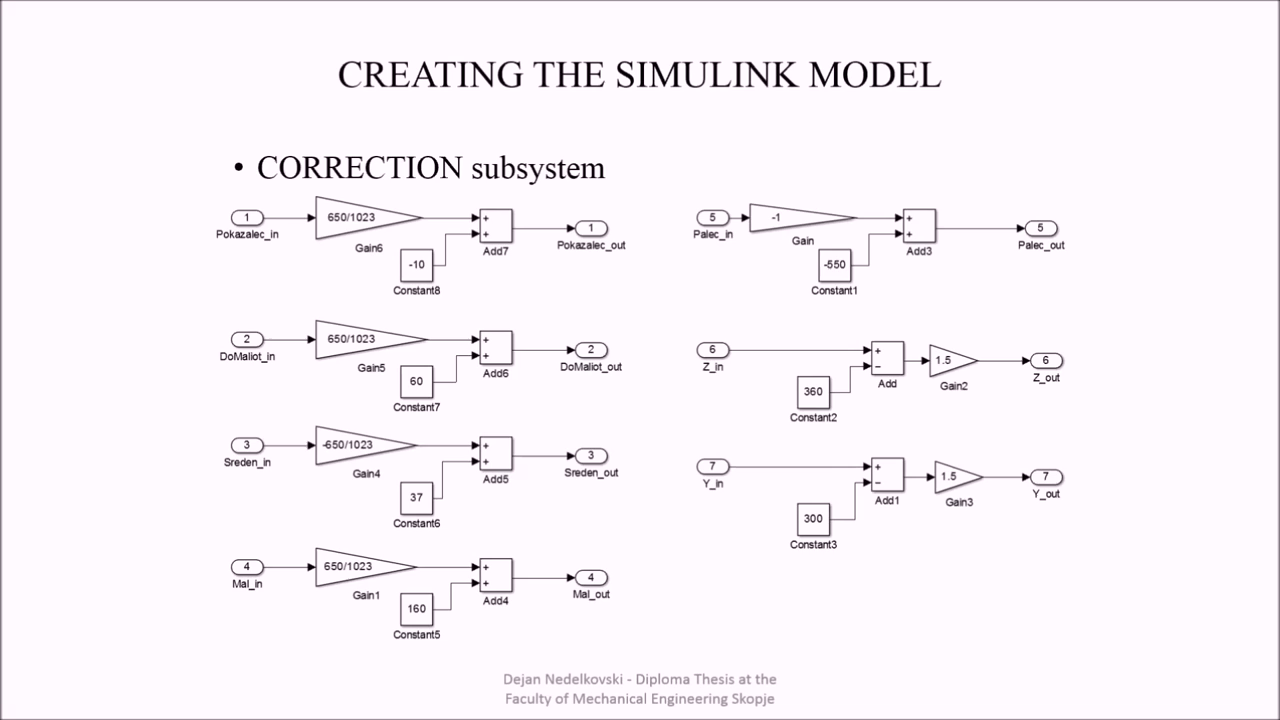 CREATING THE SIMULINK MODEL
• CORRECTION subsystem
1
Pokazalec_in
650/1023
Gain6
-10
Constant8
+
+
Add7
1
Pokazalec_out
2
DoMaliot_in
650/1023
Gain5
60
Constant7
+
+
Add6
2
DoMaliot_out
3
Sreden_in
-650/1023
Gain4
37
Constant6
+
+
Add5
3
Sreden_out
4
Mal_in
650/1023
Gain1
160
Constant5
+
+
Add4
4
Mal_out
5
Palec_in
-1
Gain
-550
Constant1
+
+
Add3
5
Palec_out
6
Z_in
360
Constant2
+
−
Add
1.5
Gain2
6
Z_out
7
Y_in
300
Constant3
+
−
Add1
1.5
Gain3
7
Y_out
Dejan Nedelkovski - Diploma Thesis at the
Faculty of Mechanical Engineering Skopje